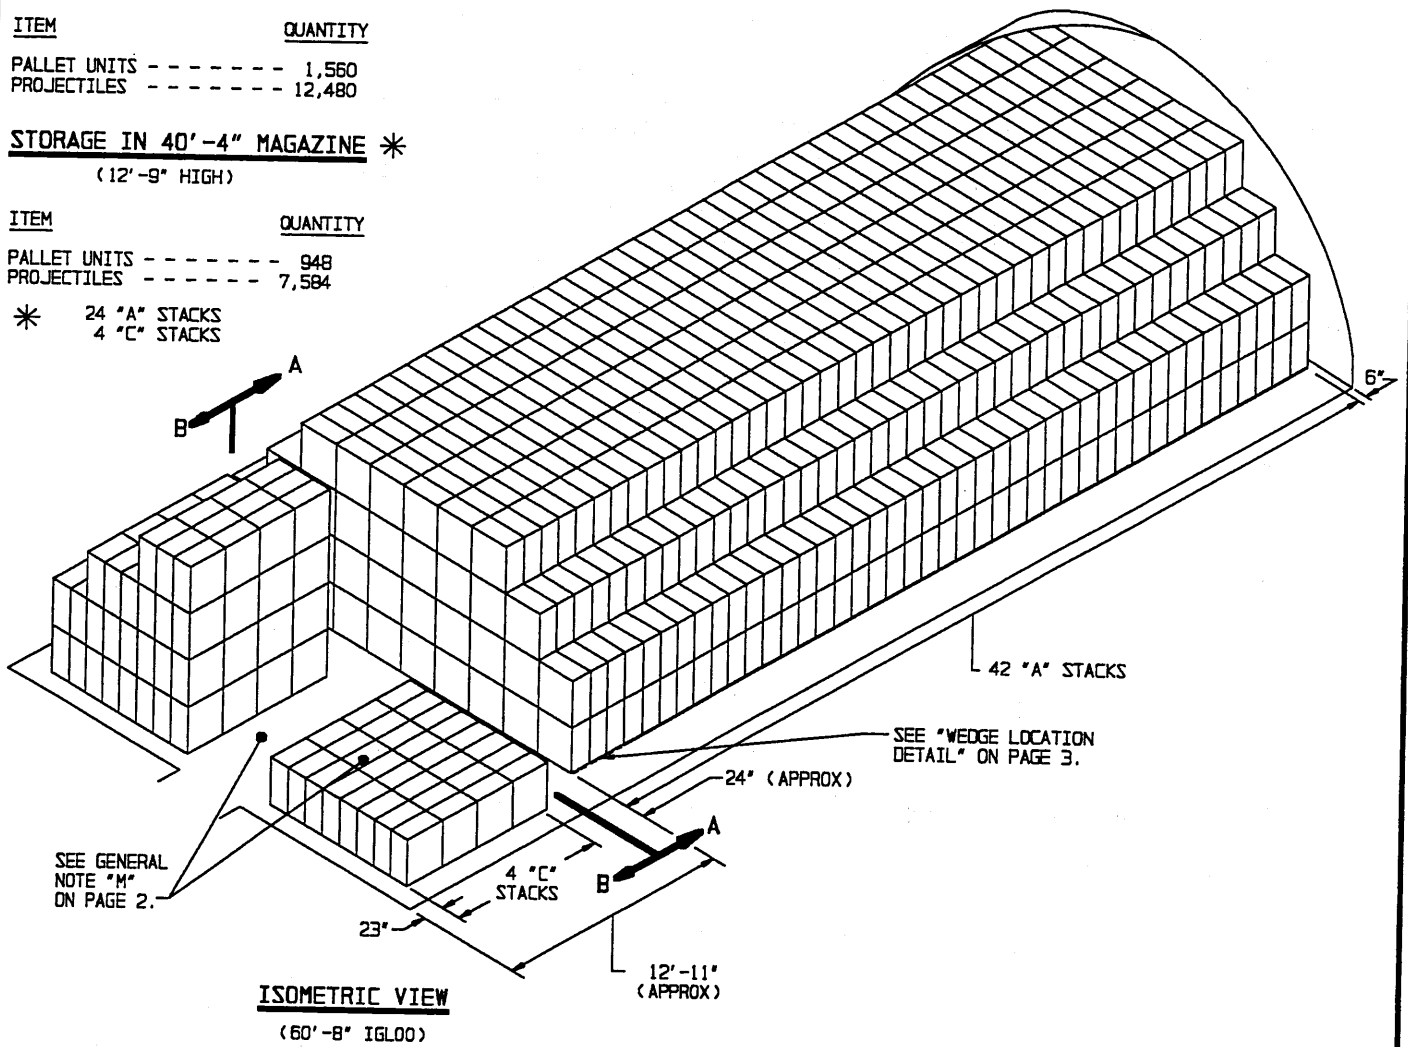 ITEM QUANTITY
PALLET UNITS - - - - - - - 1,560
PROJECTILES - - - - - - - 12,480
STORAGE IN 40'-4" MAGAZINE *
(12'-9" HIGH)
ITEM QUANTITY
PALLET UNITS - - - - - - - 948
PROJECTILES - - - - - - 7,584
* 24 "A" STACKS
4 "C" STACKS
A
B
6"
42 "A" STACKS
SEE "WEDGE LOCATION
DETAIL" ON PAGE 3.
24" (APPROX)
A
B
SEE GENERAL
NOTE "M"
ON PAGE 2.
4 "C"
STACKS
23"
12'-11"
(APPROX)
ISOMETRIC VIEW
(60'-8" IGLOO)